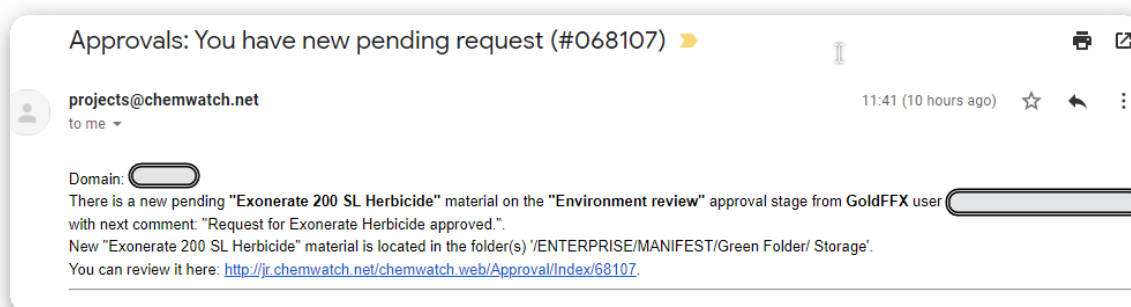 Approvals: You have new pending request (#068107)
projects@chemwatch.net
11:41 (10 hours ago)
to me
Domain:
There is a new pending "Exonerate 200 SL Herbicide" material on the "Environment review" approval stage from GoldFFX user
with next comment: "Request for Exonerate Herbicide approved.".
New "Exonerate 200 SL Herbicide" material is located in the folder(s) '/ENTERPRISE/MANIFEST/Green Folder/ Storage'.
You can review it here: http://jr.chemwatch.net/chemwatch.web/Approval/Index/68107.